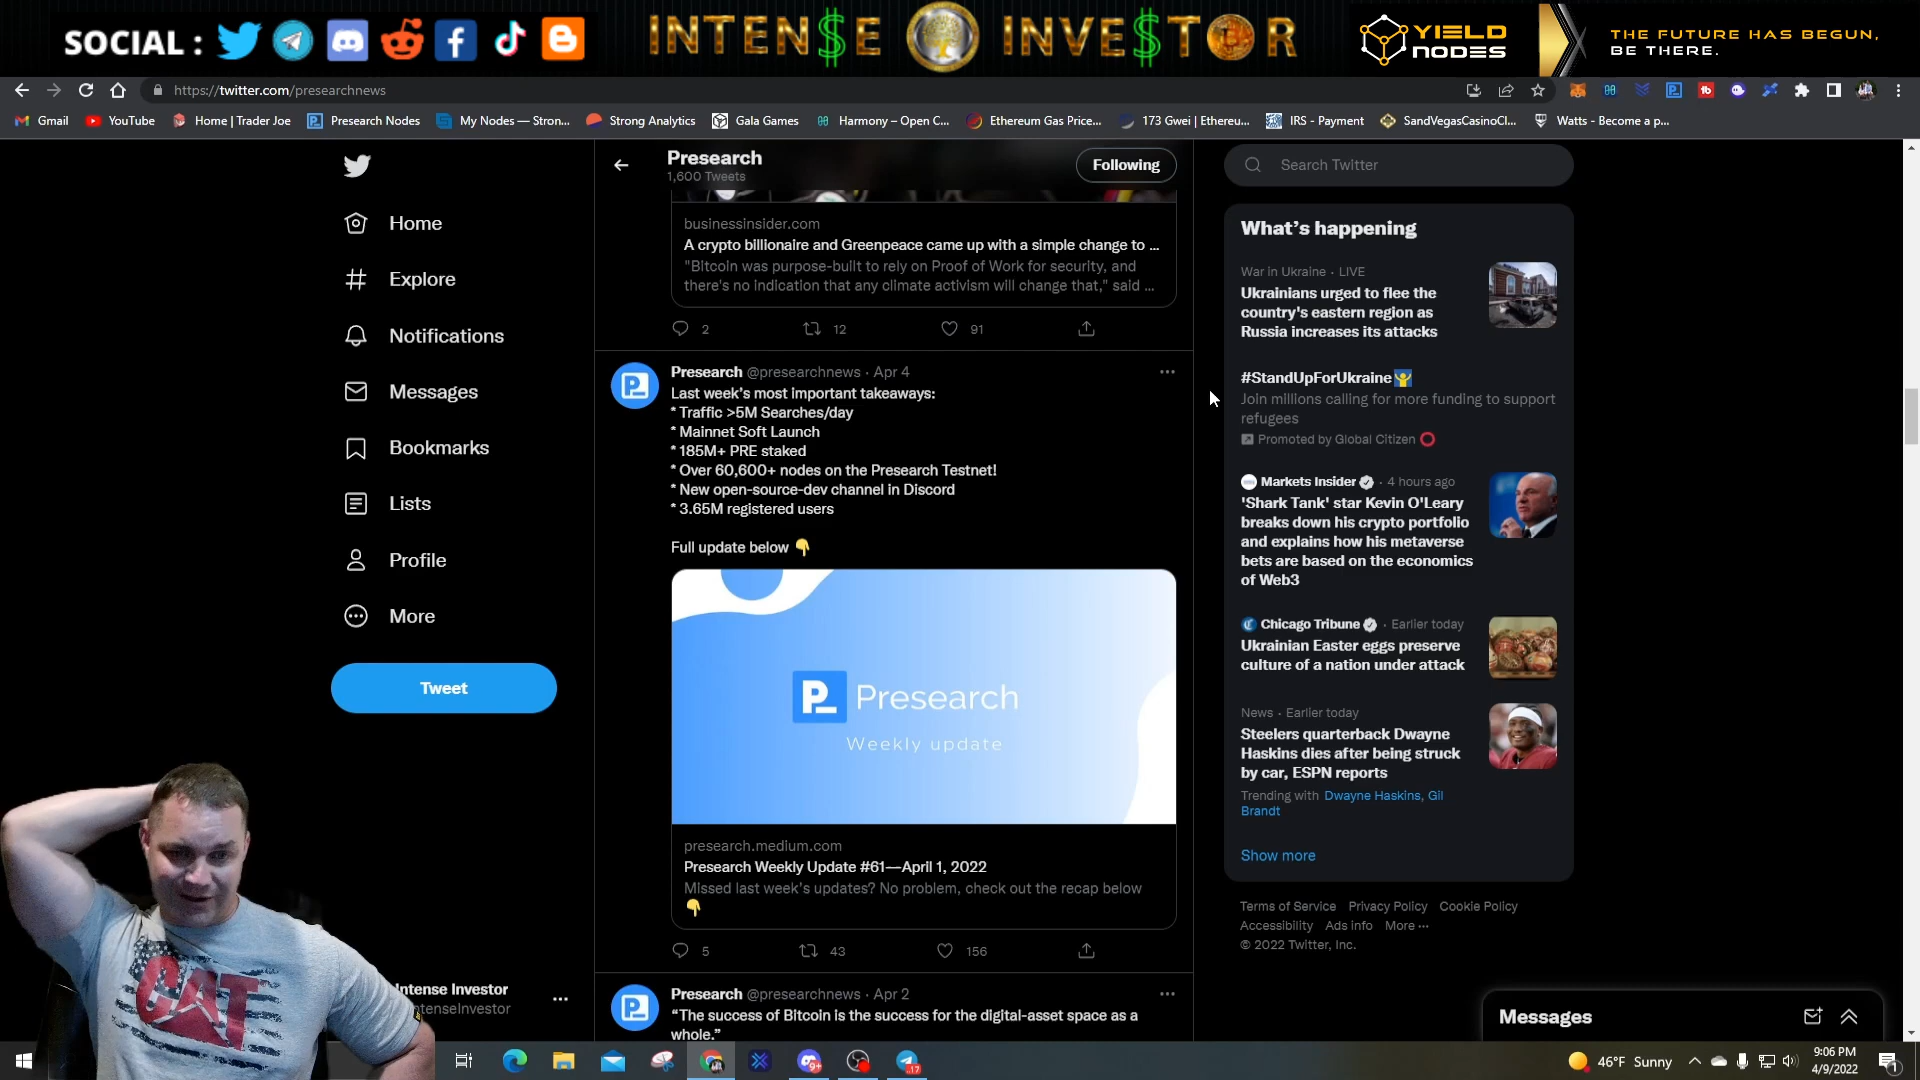 SOCIAL :
INTEN$E INVE$TOR
YIELD
NODES
THE FUTURE HAS BEGUN,
BE THERE.
https://twitter.com/presearchnews
Gmail
YouTube
Home | Trader Joe
Presearch Nodes
My Nodes — Stron...
Strong Analytics
Gala Games
Harmony – Open C...
Ethereum Gas Price...
173 Gwei | Ethereu...
IRS - Payment
SandVegasCasinoCl...
Watts - Become a p...
Home
Explore
Notifications
Messages
Bookmarks
Lists
Profile
More
Tweet
Intense Investor
ntenseInvestor
CAT
Presearch
1,600 Tweets
Following
businessinsider.com
A crypto billionaire and Greenpeace came up with a simple change to ...
"Bitcoin was purpose-built to rely on Proof of Work for security, and
there's no indication that any climate activism will change that," said ...
2 12 91
Presearch @presearchnews · Apr 4
Last week's most important takeaways:
* Traffic >5M Searches/day
* Mainnet Soft Launch
* 185M+ PRE staked
* Over 60,600+ nodes on the Presearch Testnet!
* New open-source-dev channel in Discord
* 3.65M registered users
Full update below 👇
P_ Presearch
Weekly update
presearch.medium.com
Presearch Weekly Update #61—April 1, 2022
Missed last week's updates? No problem, check out the recap below
👇
5 43 156
Presearch @presearchnews · Apr 2
“The success of Bitcoin is the success for the digital-asset space as a
whole.”
Search Twitter
What's happening
War in Ukraine · LIVE
Ukrainians urged to flee the
country's eastern region as
Russia increases its attacks
#StandUpForUkraine
Join millions calling for more funding to support
refugees
Promoted by Global Citizen
Markets Insider · 4 hours ago
'Shark Tank' star Kevin O'Leary
breaks down his crypto portfolio
and explains how his metaverse
bets are based on the economics
of Web3
Chicago Tribune · Earlier today
Ukrainian Easter eggs preserve
culture of a nation under attack
News · Earlier today
Steelers quarterback Dwayne
Haskins dies after being struck
by car, ESPN reports
Trending with Dwayne Haskins, Gil
Brandt
Show more
Terms of Service Privacy Policy Cookie Policy
Accessibility Ads info More ···
© 2022 Twitter, Inc.
Messages
46°F Sunny
9:06 PM
4/9/2022